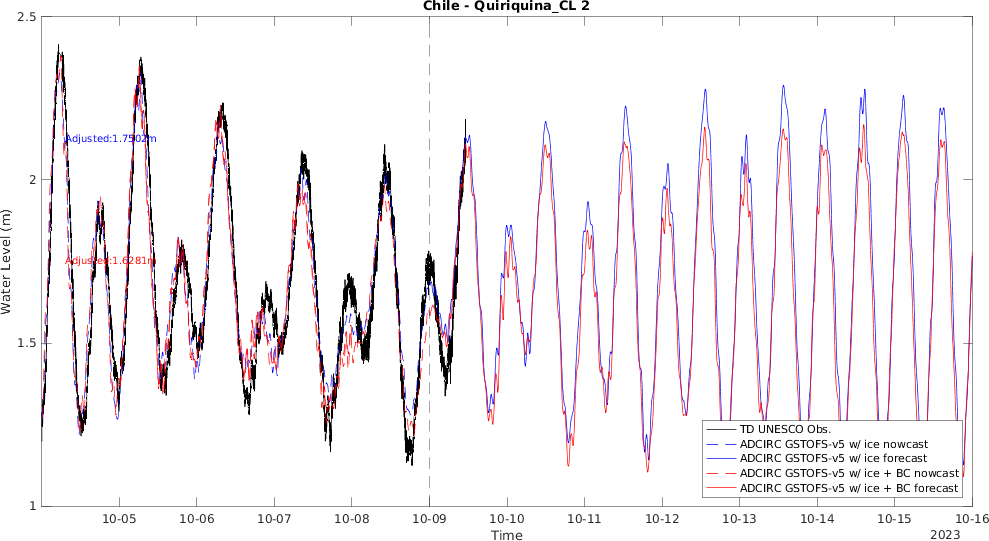 Chile - Quiriquina_CL 2
2.5
2
1.5
1
Water Level (m)
Adjusted:1.7502m
Adjusted:1.6281m
TD UNESCO Obs.
ADCIRC GSTOFS-v5 w/ ice nowcast
ADCIRC GSTOFS-v5 w/ ice forecast
ADCIRC GSTOFS-v5 w/ ice + BC nowcast
ADCIRC GSTOFS-v5 w/ ice + BC forecast
10-05 10-06 10-07 10-08 10-09 10-10 10-11 10-12 10-13 10-14 10-15 10-16
Time
2023